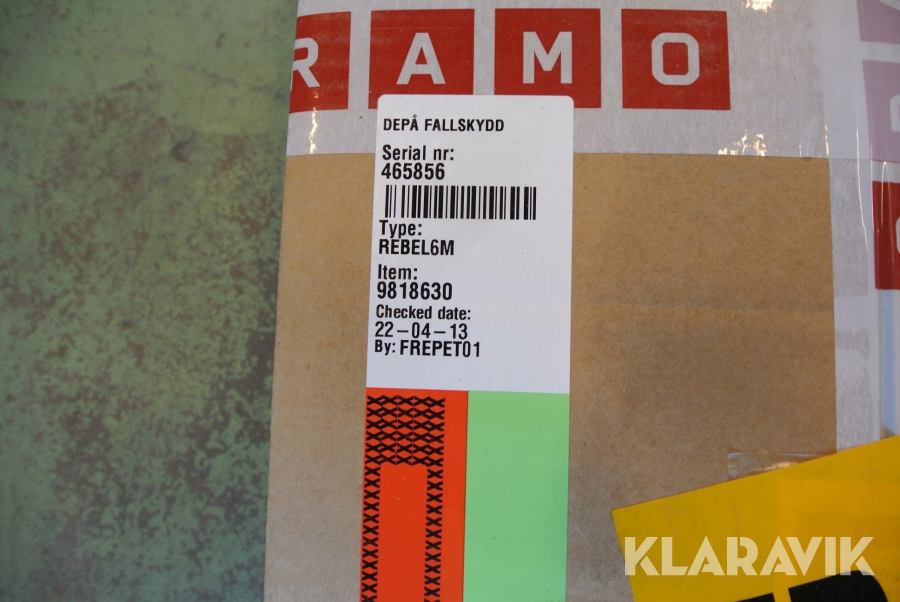 RAMO
DEPÅ FALLSKYDD
Serial nr:
465856
Type:
REBEL6M
Item:
9818630
Checked date:
22-04-13
By: FREPET01
KLARAVIK